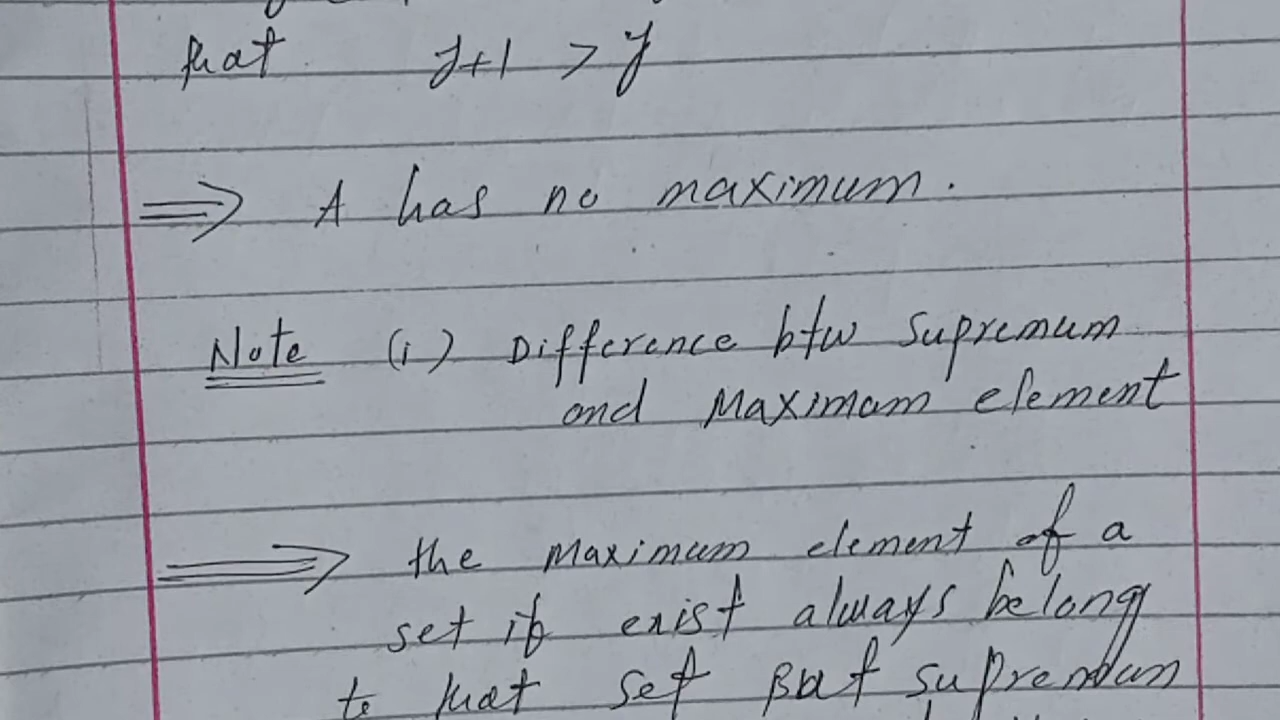 that y+1 > y
⟹ A has no maximum.
Note (i) Difference btw supremum
and Maximum element
⟹ the Maximum element of a
set if exist always belong
to that set But supremum